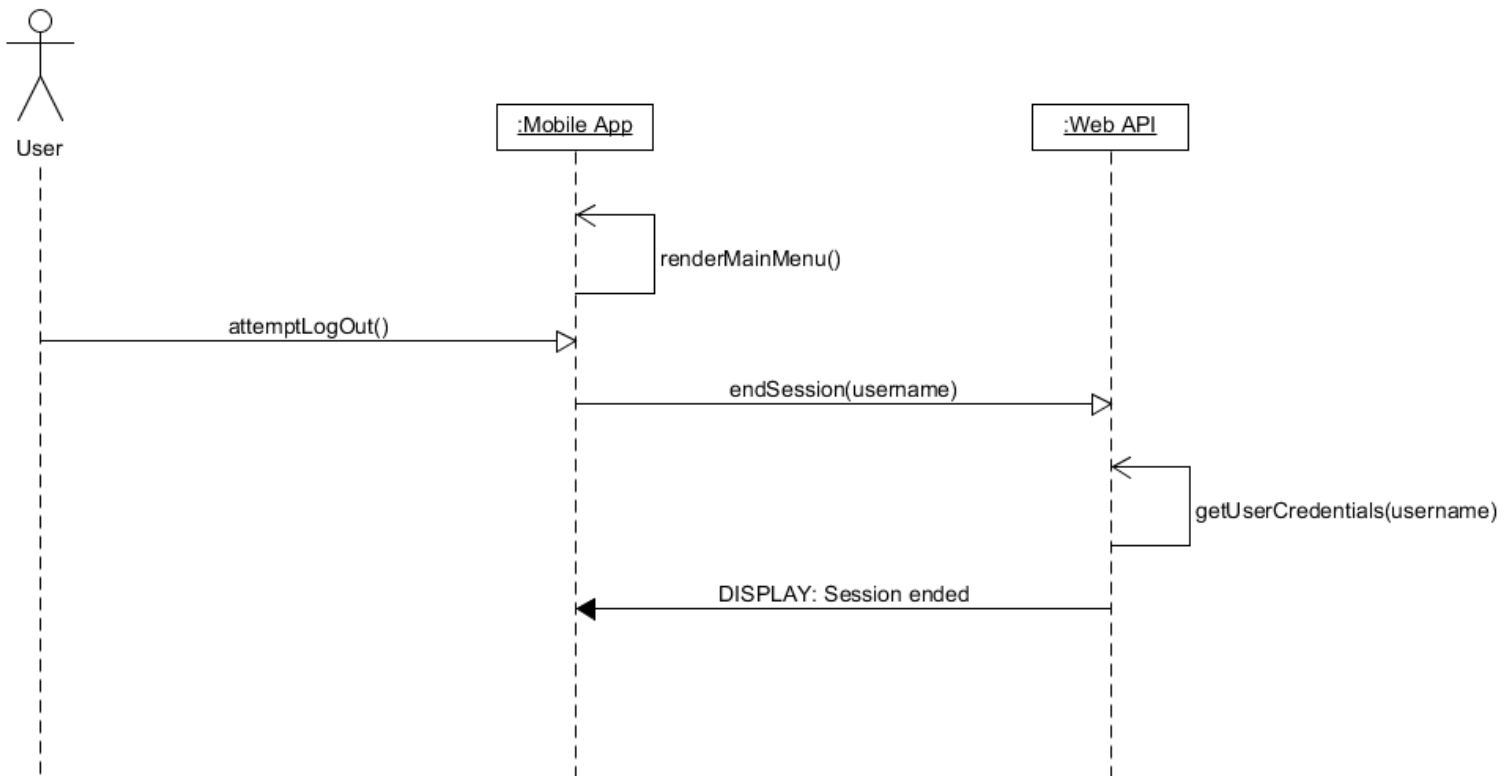 User
:Mobile App
:Web API
renderMainMenu()
attemptLogOut()
endSession(username)
getUserCredentials(username)
DISPLAY: Session ended